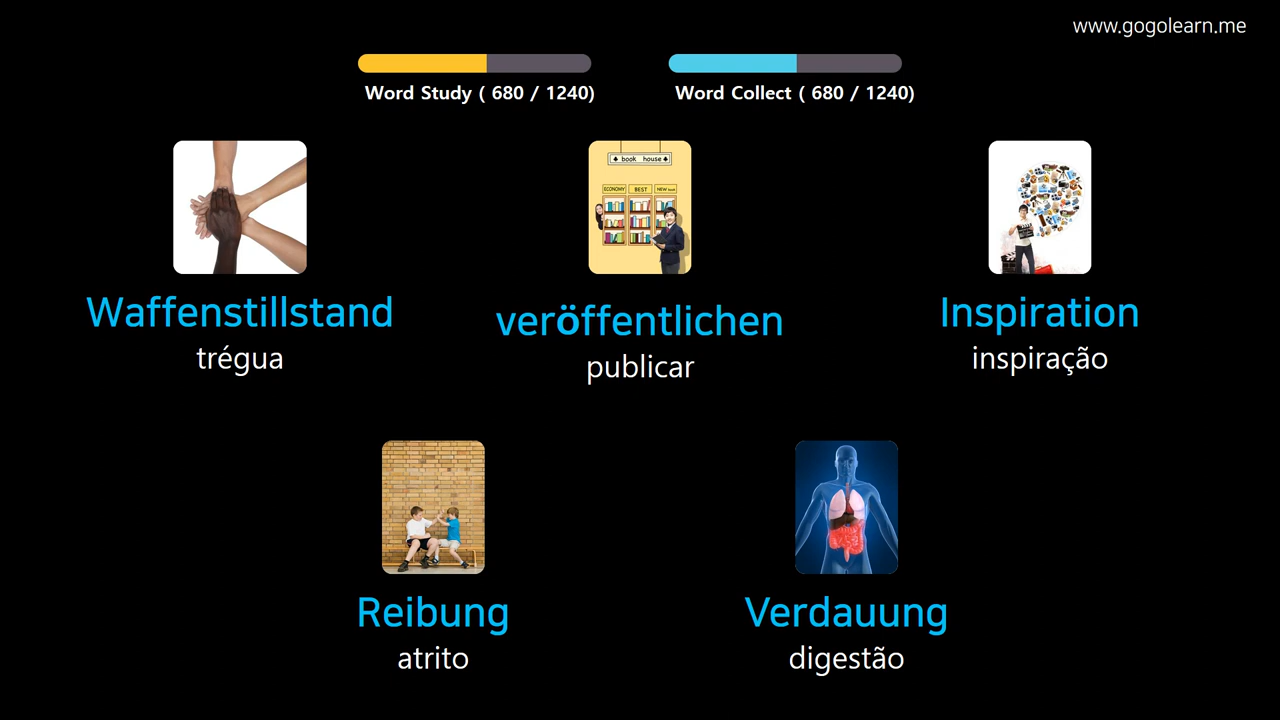 www.gogolearn.me
Word Study ( 680 / 1240)
Word Collect ( 680 / 1240)
♣ book house ♣
ECONOMY
BEST
NEW book
Waffenstillstand
trégua
veröffentlichen
publicar
Inspiration
inspiração
Reibung
atrito
Verdauung
digestão